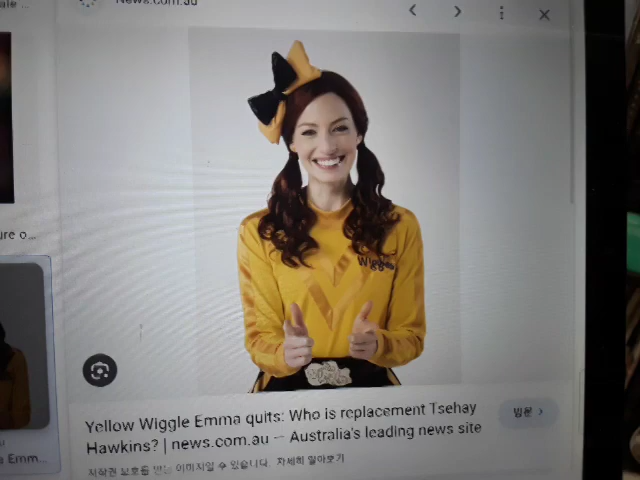 News.com.au
Wiggles
ure o...
Yellow Wiggle Emma quits: Who is replacement Tsehay
Hawkins? | news.com.au — Australia's leading news site
방문 >
Emm...
저작권 보호를 받는 이미지일 수 있습니다. 자세히 알아보기